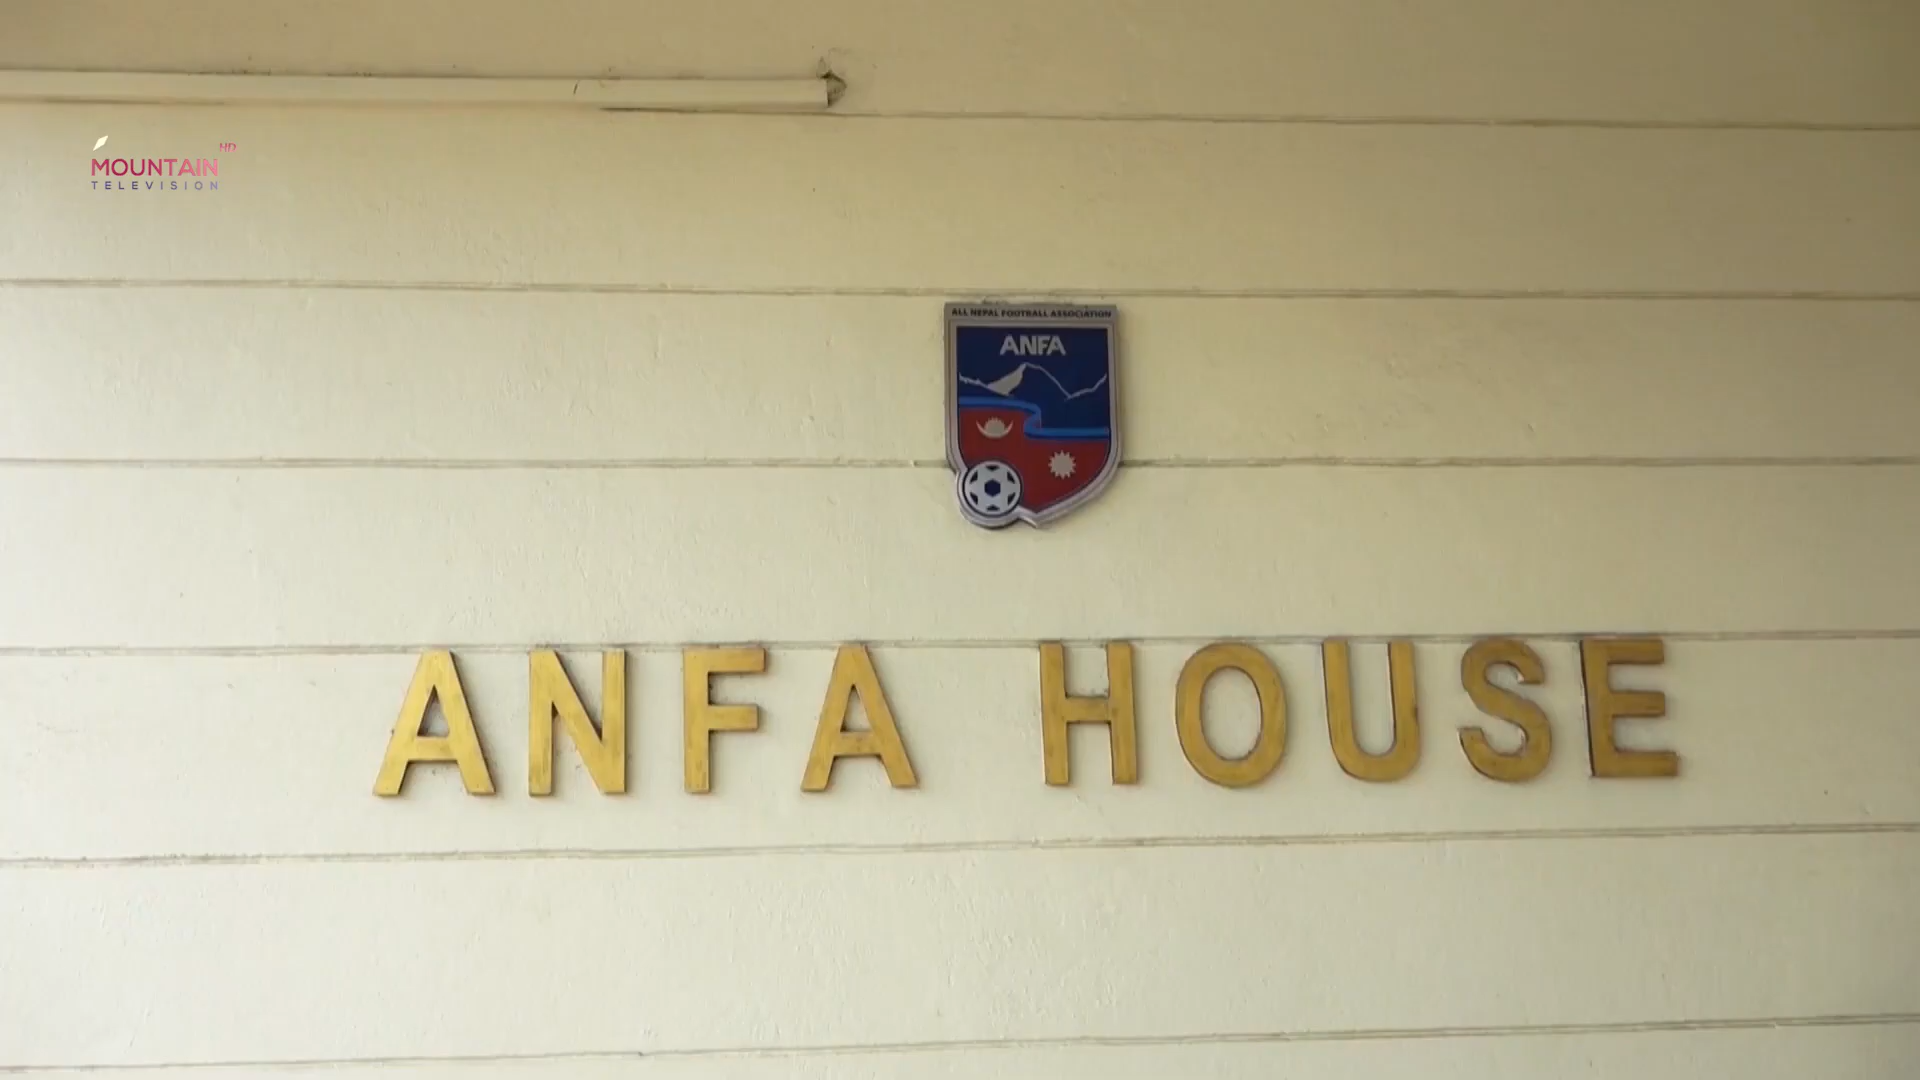 HD
MOUNTAIN
TELEVISION
ALL NEPAL FOOTBALL ASSOCIATION
ANFA
ANFA HOUSE